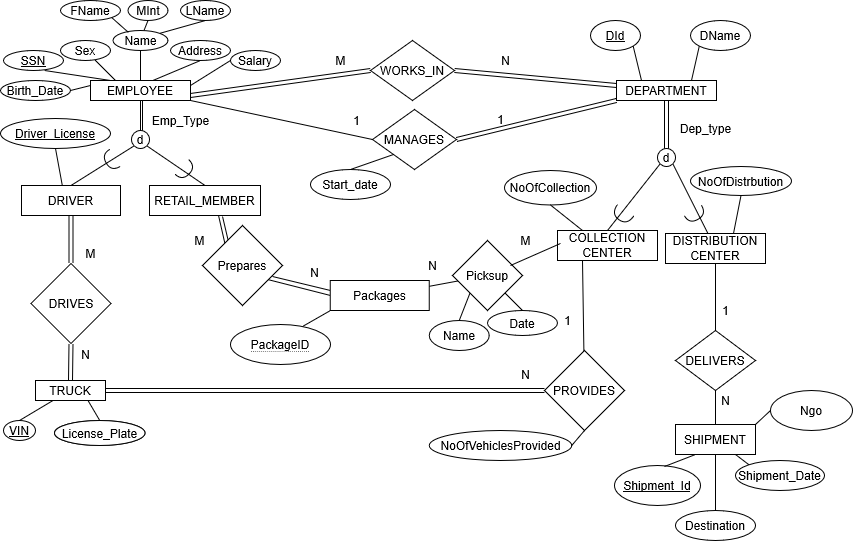 FName
MInt
LName
Name
SSN
Sex
Address
Salary
Birth_Date
EMPLOYEE
M
WORKS_IN
N
DId
DName
DEPARTMENT
Emp_Type
d
1
MANAGES
1
Start_date
Dep_type
d
Driver_License
DRIVER
RETAIL_MEMBER
NoOfCollection
NoOfDistrbution
COLLECTION
CENTER
DISTRIBUTION
CENTER
M
M
Prepares
N
Packages
N
Picksup
M
Name
Date
PackageID
DRIVES
N
1
1
DELIVERS
N
TRUCK
N
PROVIDES
VIN
License_Plate
NoOfVehiclesProvided
Ngo
SHIPMENT
Shipment_Id
Shipment_Date
Destination